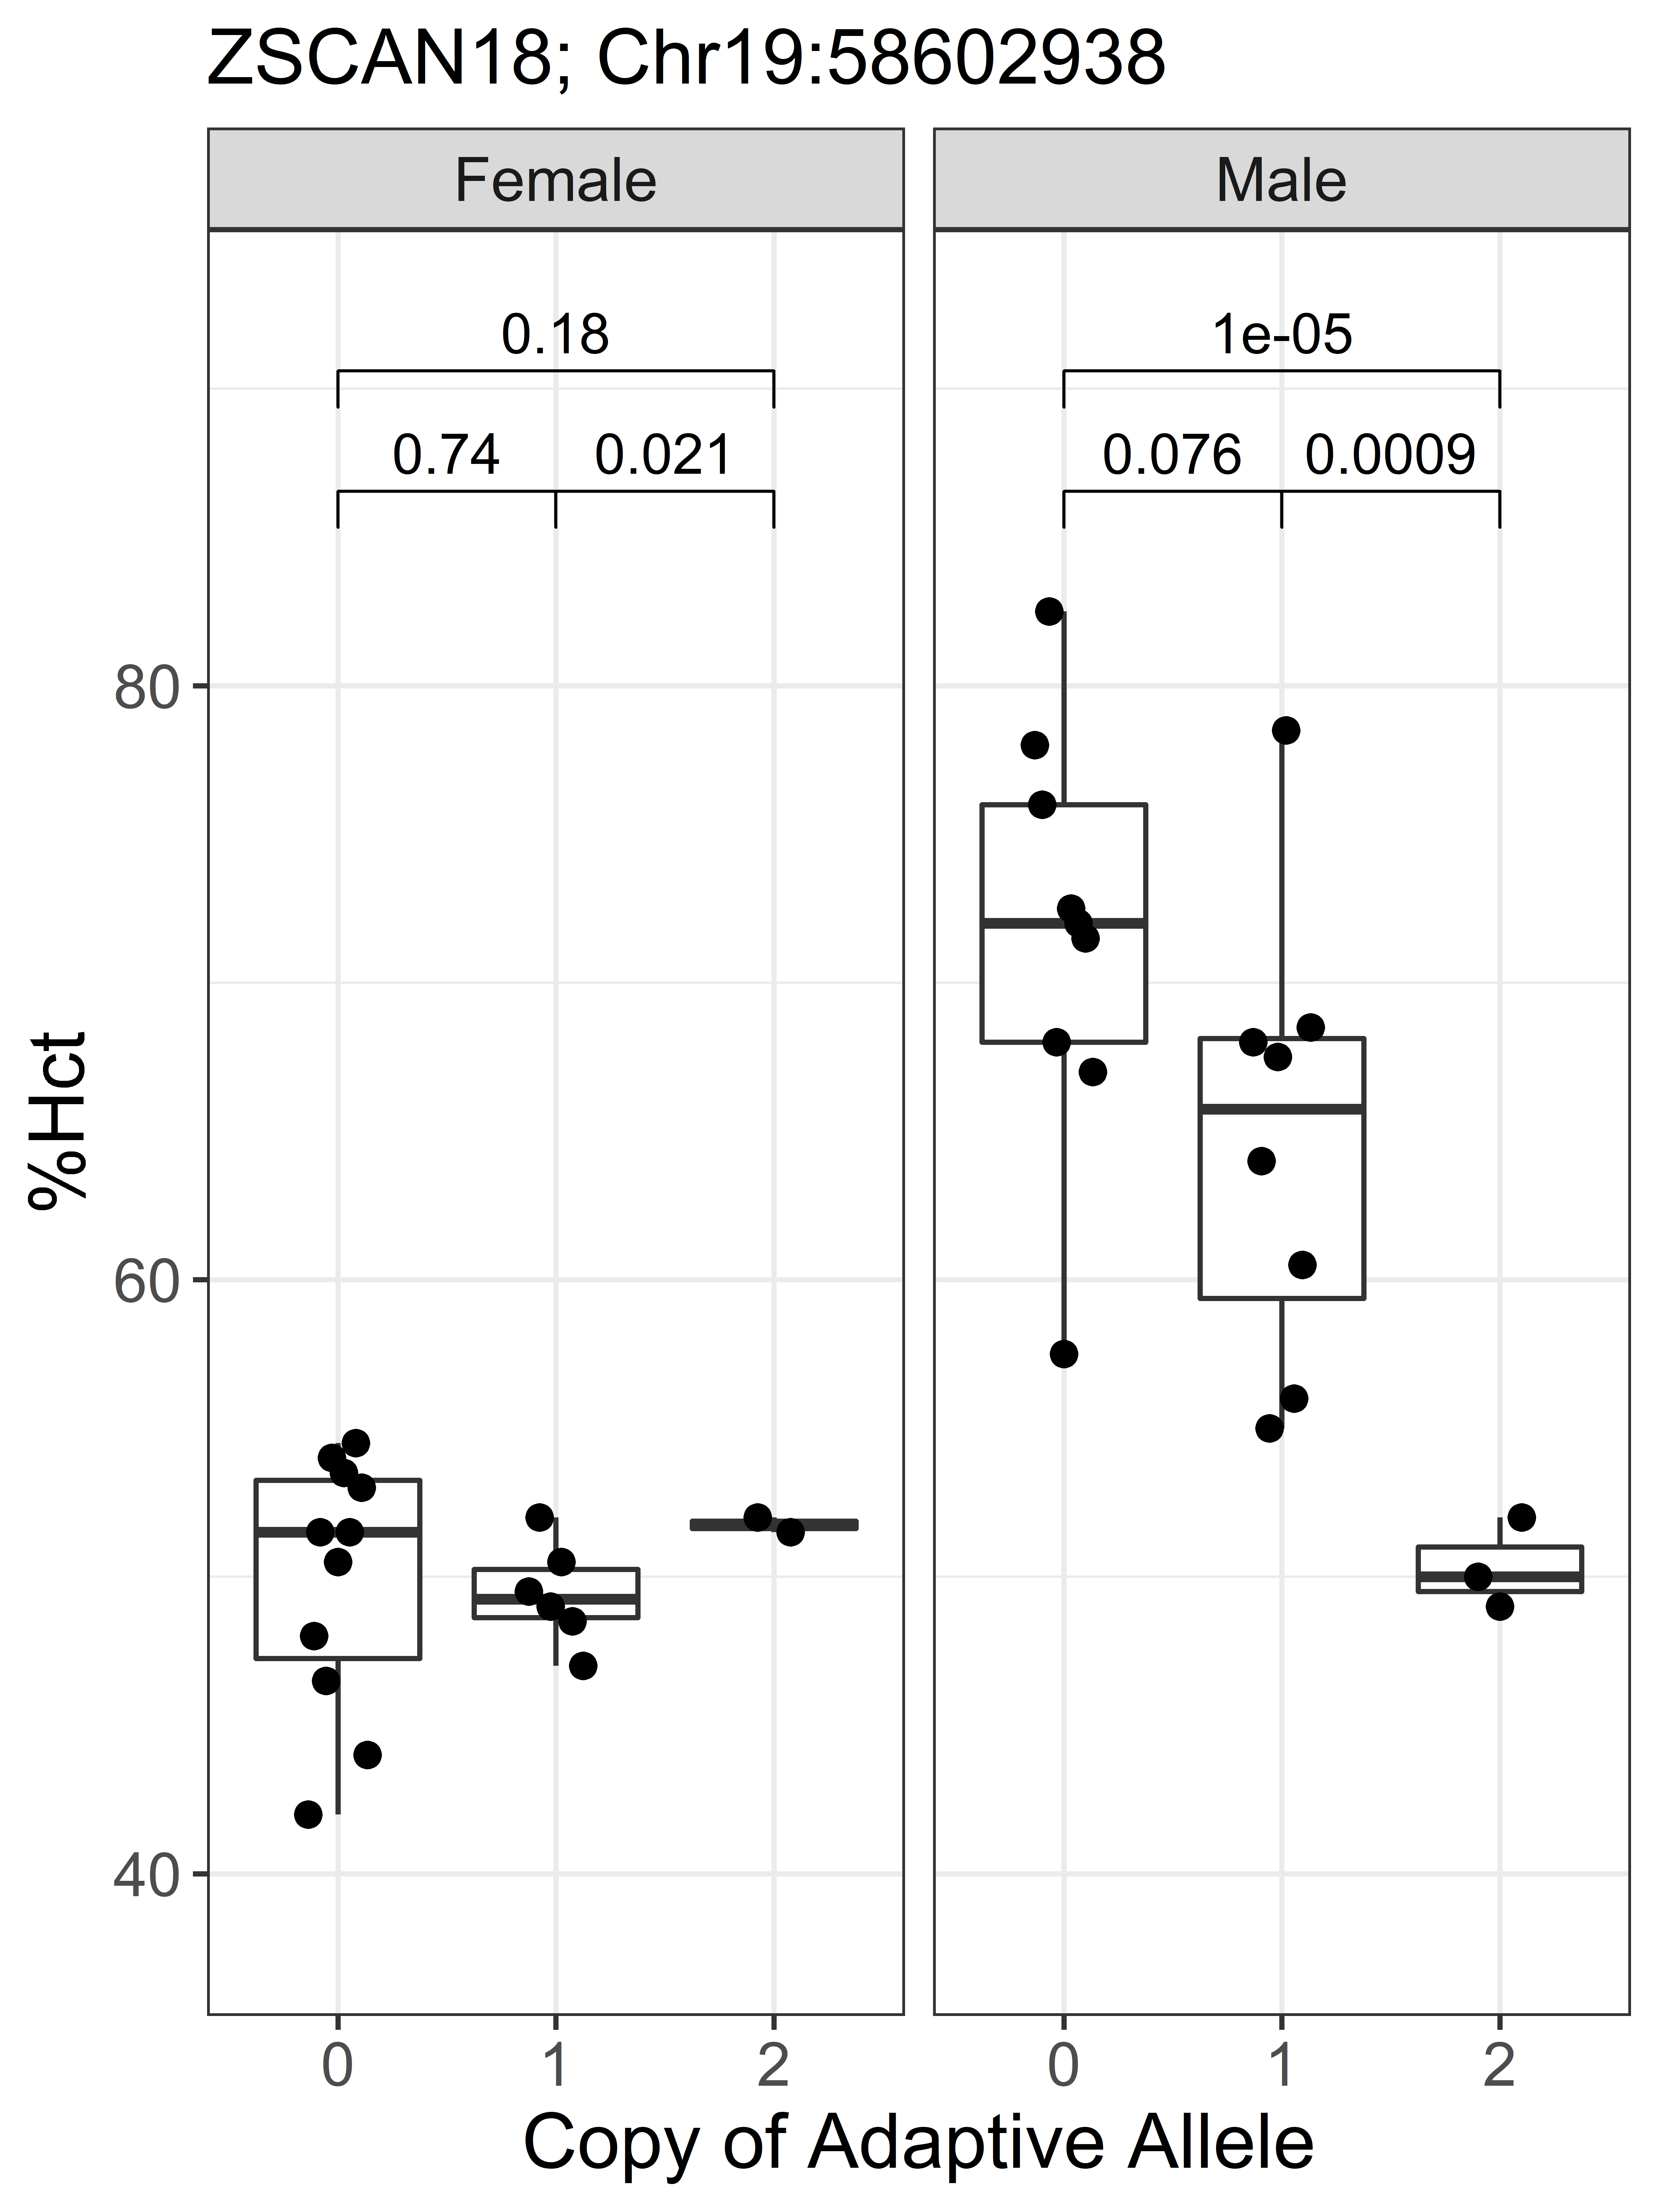 ZSCAN18; Chr19:58602938
Female
Male
0.18
1e-05
0.74
0.021
0.076
0.0009
80
60
40
%Hct
0
1
2
0
1
2
Copy of Adaptive Allele